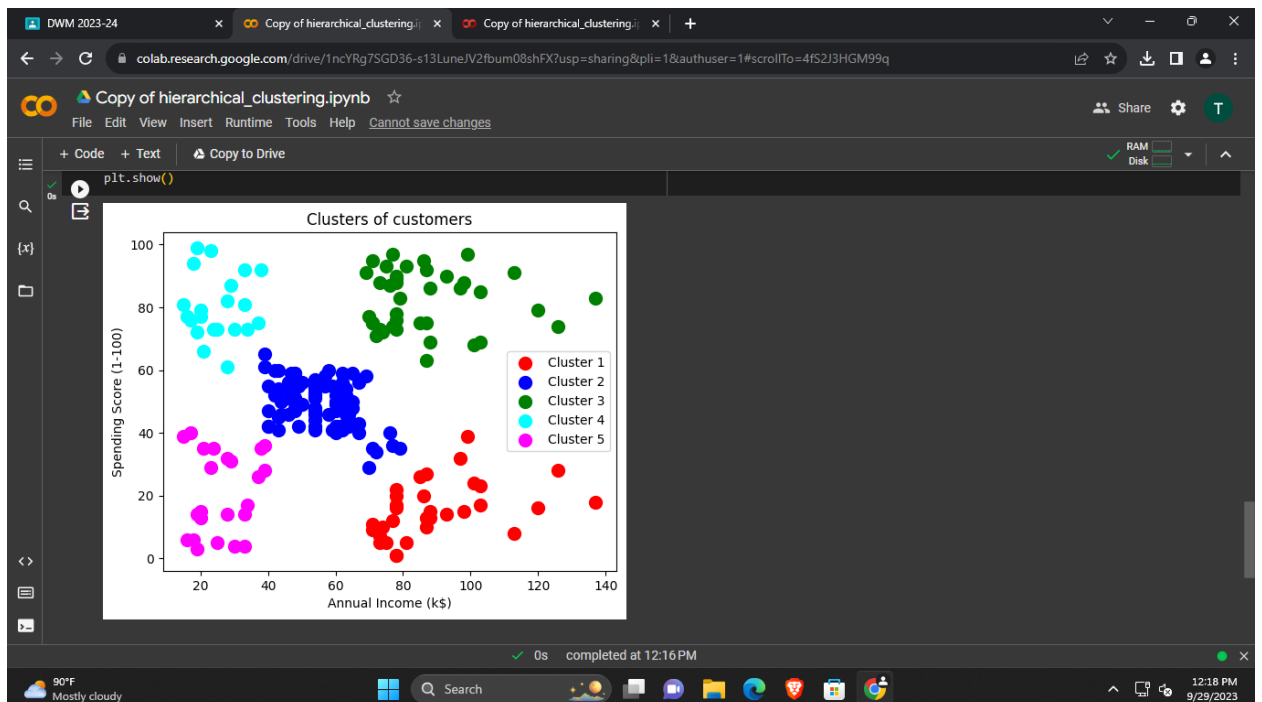 DWM 2023-24
Copy of hierarchical_clustering.i
Copy of hierarchical_clustering.i
colab.research.google.com/drive/1ncYRg7SGD36-s13LuneJV2fbum08shFX?usp=sharing&pli=1&authuser=1#scrollTo=4fS2J3HGM99q
Copy of hierarchical_clustering.ipynb
File Edit View Insert Runtime Tools Help Cannot save changes
Share
T
+ Code + Text Copy to Drive
RAM
Disk
plt.show()
0s
{x}
Clusters of customers
Spending Score (1-100)
100
80
60
40
20
0
Cluster 1
Cluster 2
Cluster 3
Cluster 4
Cluster 5
20 40 60 80 100 120 140
Annual Income (k$)
0s completed at 12:16 PM
90°F
Mostly cloudy
Search
12:18 PM
9/29/2023